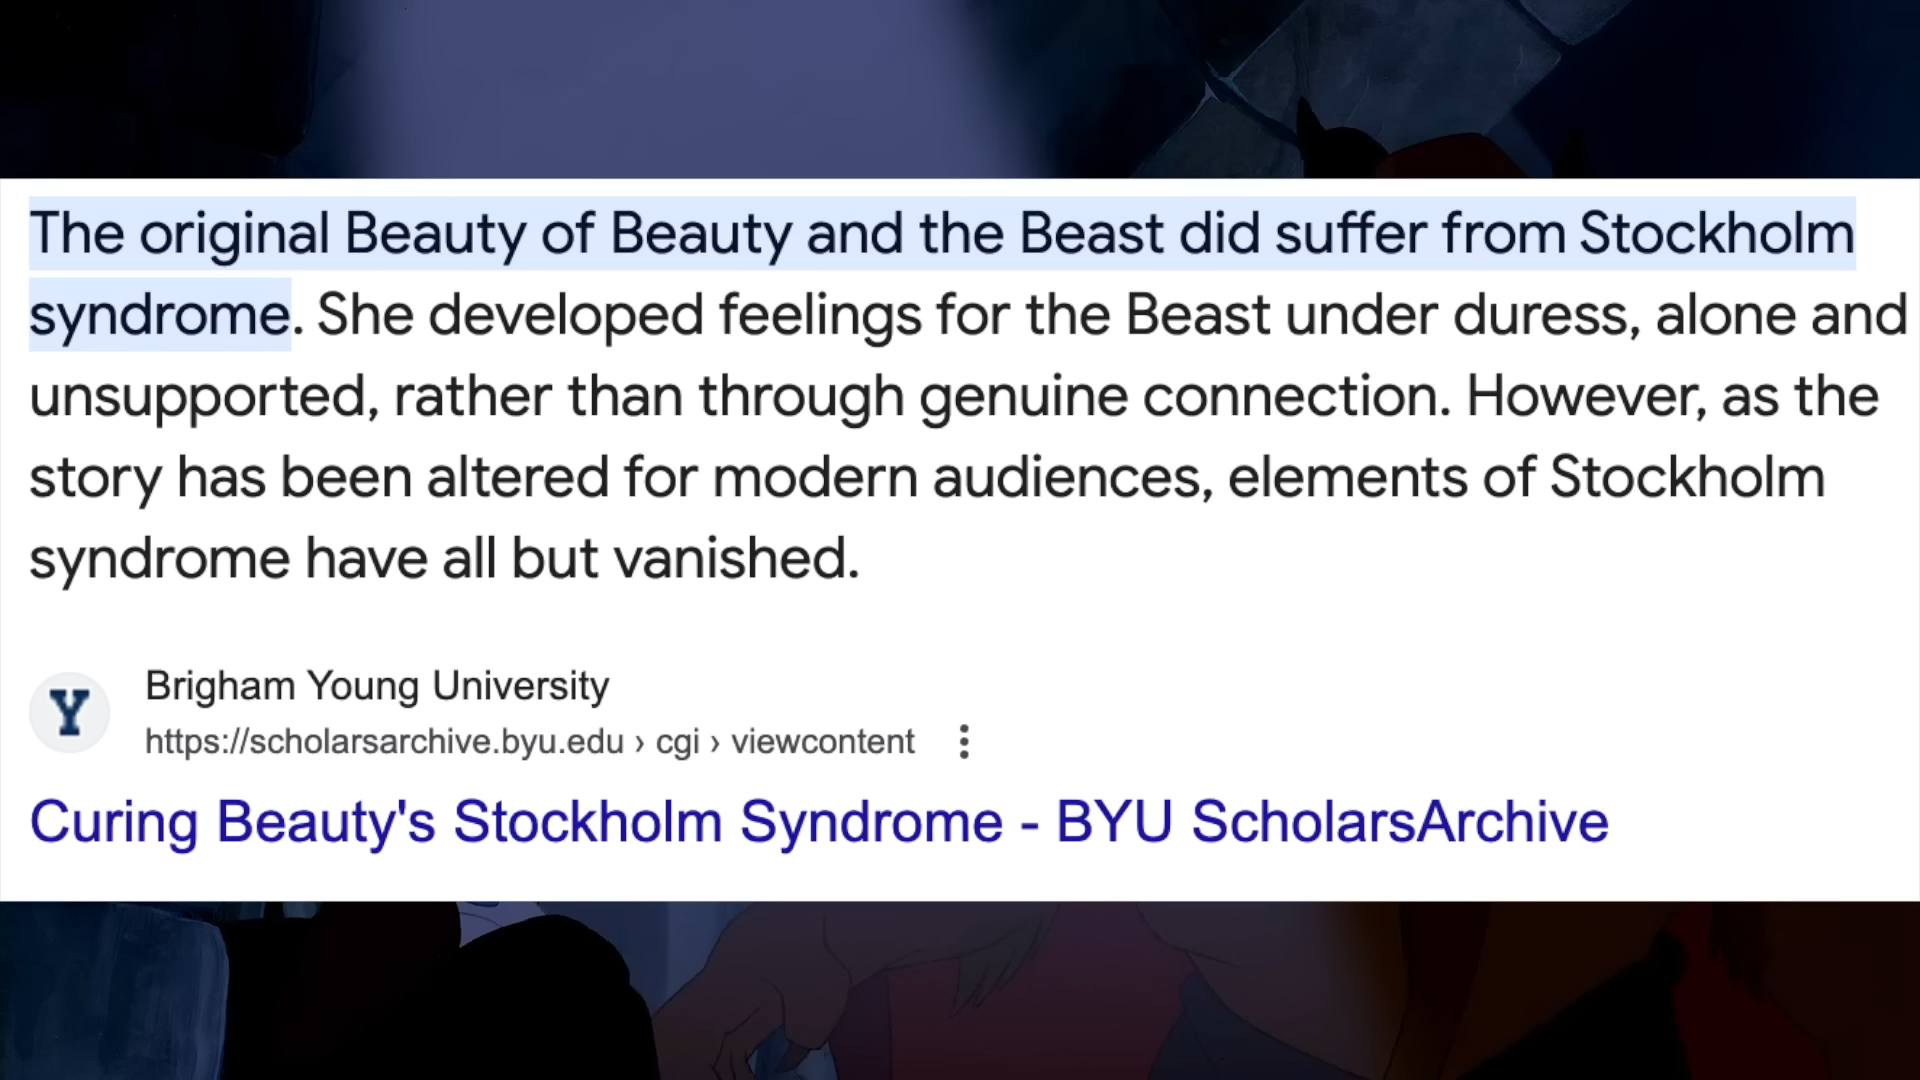 The original Beauty of Beauty and the Beast did suffer from Stockholm
syndrome. She developed feelings for the Beast under duress, alone and
unsupported, rather than through genuine connection. However, as the
story has been altered for modern audiences, elements of Stockholm
syndrome have all but vanished.
Y
Brigham Young University
https://scholarsarchive.byu.edu › cgi › viewcontent
Curing Beauty's Stockholm Syndrome - BYU ScholarsArchive